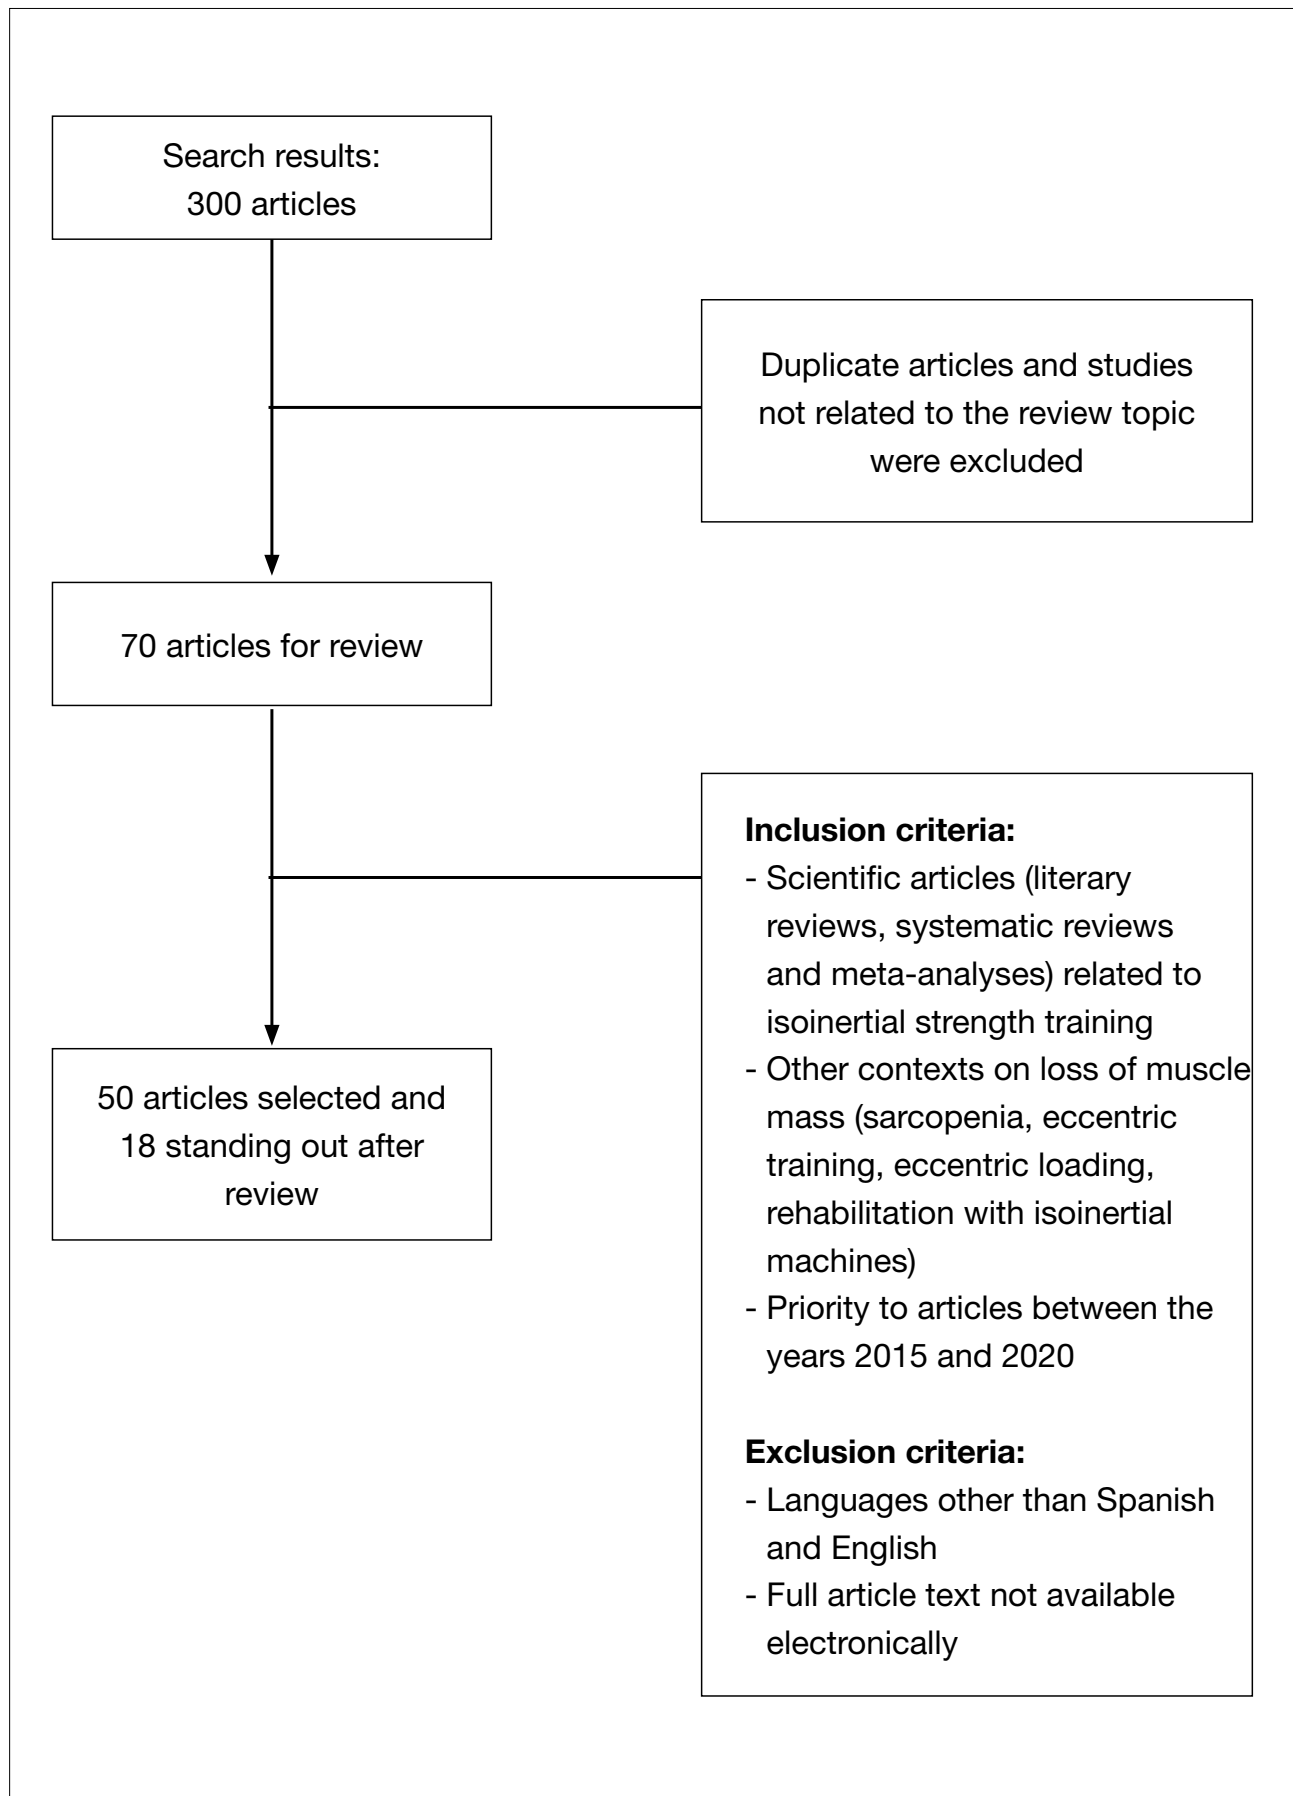 Search results:
300 articles
Duplicate articles and studies
not related to the review topic
were excluded
70 articles for review
Inclusion criteria:
- Scientific articles (literary
reviews, systematic reviews
and meta-analyses) related to
isoinertial strength training
- Other contexts on loss of muscle
mass (sarcopenia, eccentric
training, eccentric loading,
rehabilitation with isoinertial
machines)
- Priority to articles between the
years 2015 and 2020
Exclusion criteria:
- Languages other than Spanish
and English
- Full article text not available
electronically
50 articles selected and
18 standing out after
review